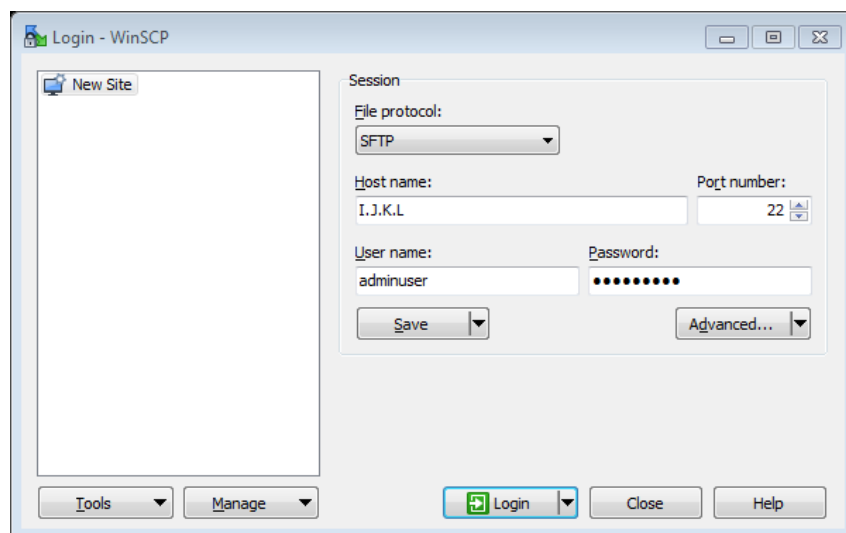 Login - WinSCP
New Site
Session
File protocol:
SFTP
Host name: Port number:
I.J.K.L 22
User name: Password:
adminuser ●●●●●●●●●
Save Advanced...
Tools Manage Login Close Help